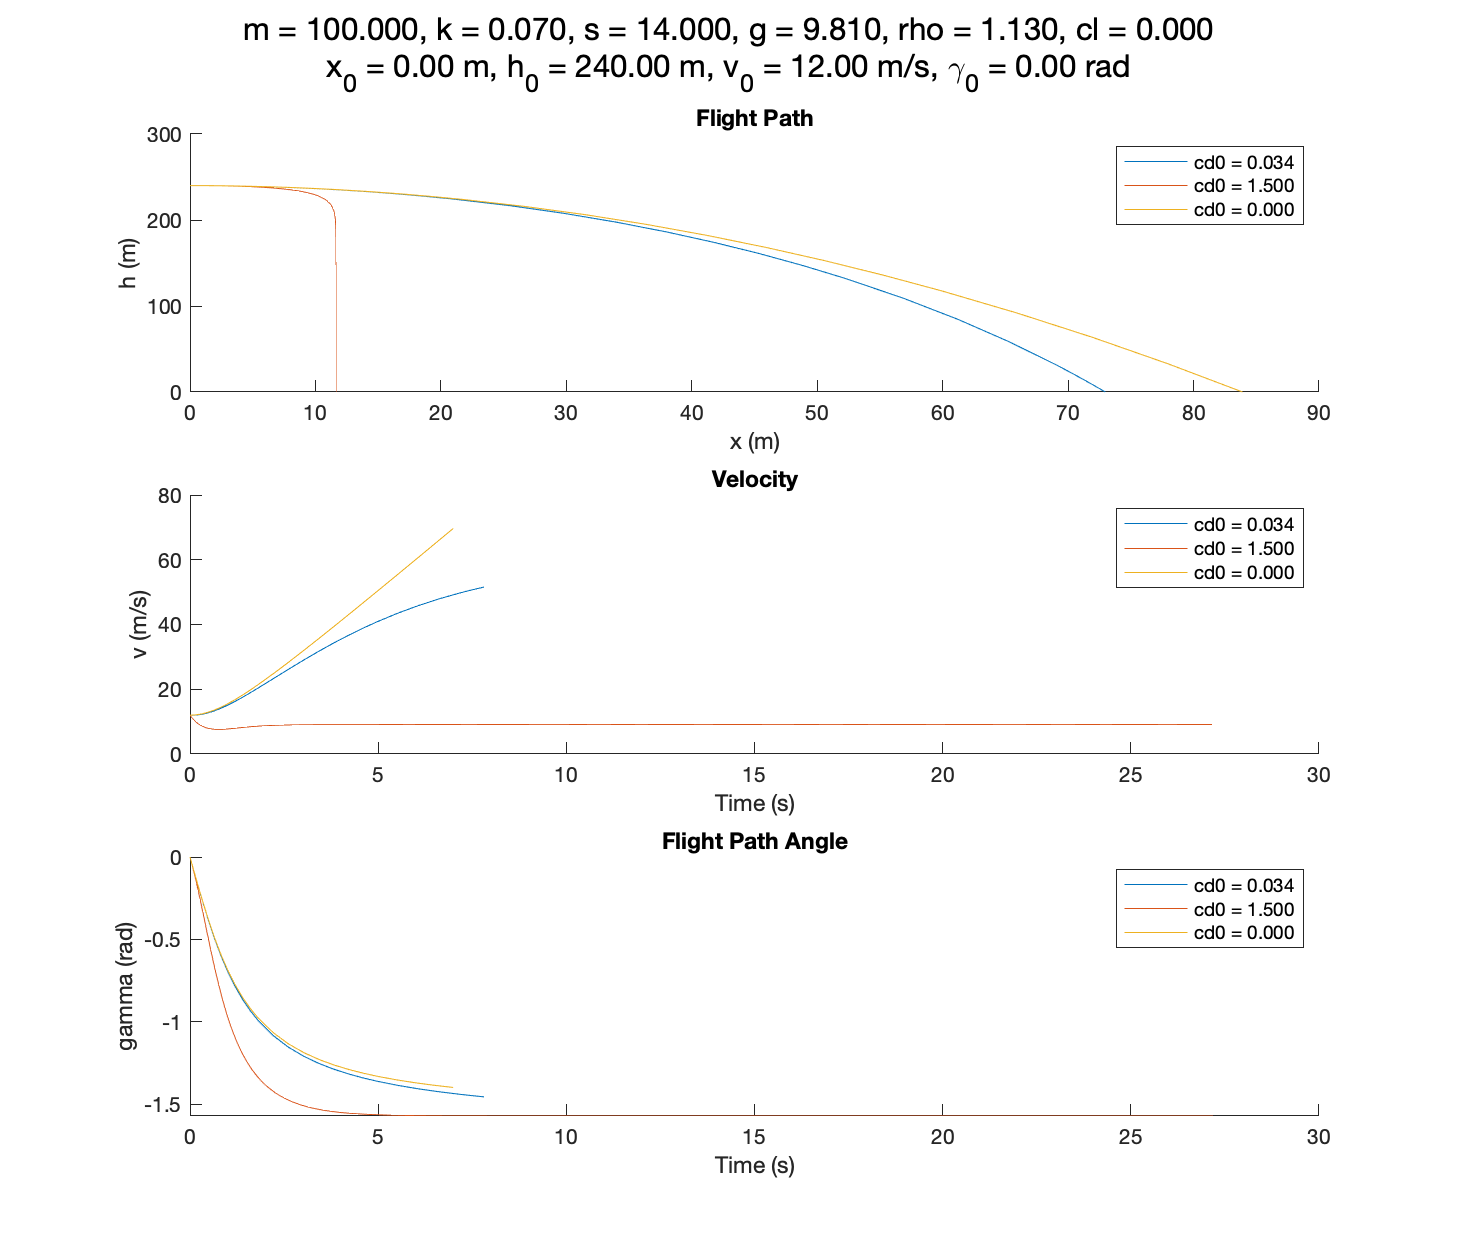 m = 100.000, k = 0.070, s = 14.000, g = 9.810, rho = 1.130, cl = 0.000
x0 = 0.00 m, h0 = 240.00 m, v0 = 12.00 m/s, γ0 = 0.00 rad
Flight Path
300
200
100
0
h (m)
cd0 = 0.034
cd0 = 1.500
cd0 = 0.000
0 10 20 30 40 50 60 70 80 90
x (m)
Velocity
80
60
40
20
0
v (m/s)
cd0 = 0.034
cd0 = 1.500
cd0 = 0.000
0 5 10 15 20 25 30
Time (s)
Flight Path Angle
0
-0.5
-1
-1.5
gamma (rad)
cd0 = 0.034
cd0 = 1.500
cd0 = 0.000
0 5 10 15 20 25 30
Time (s)